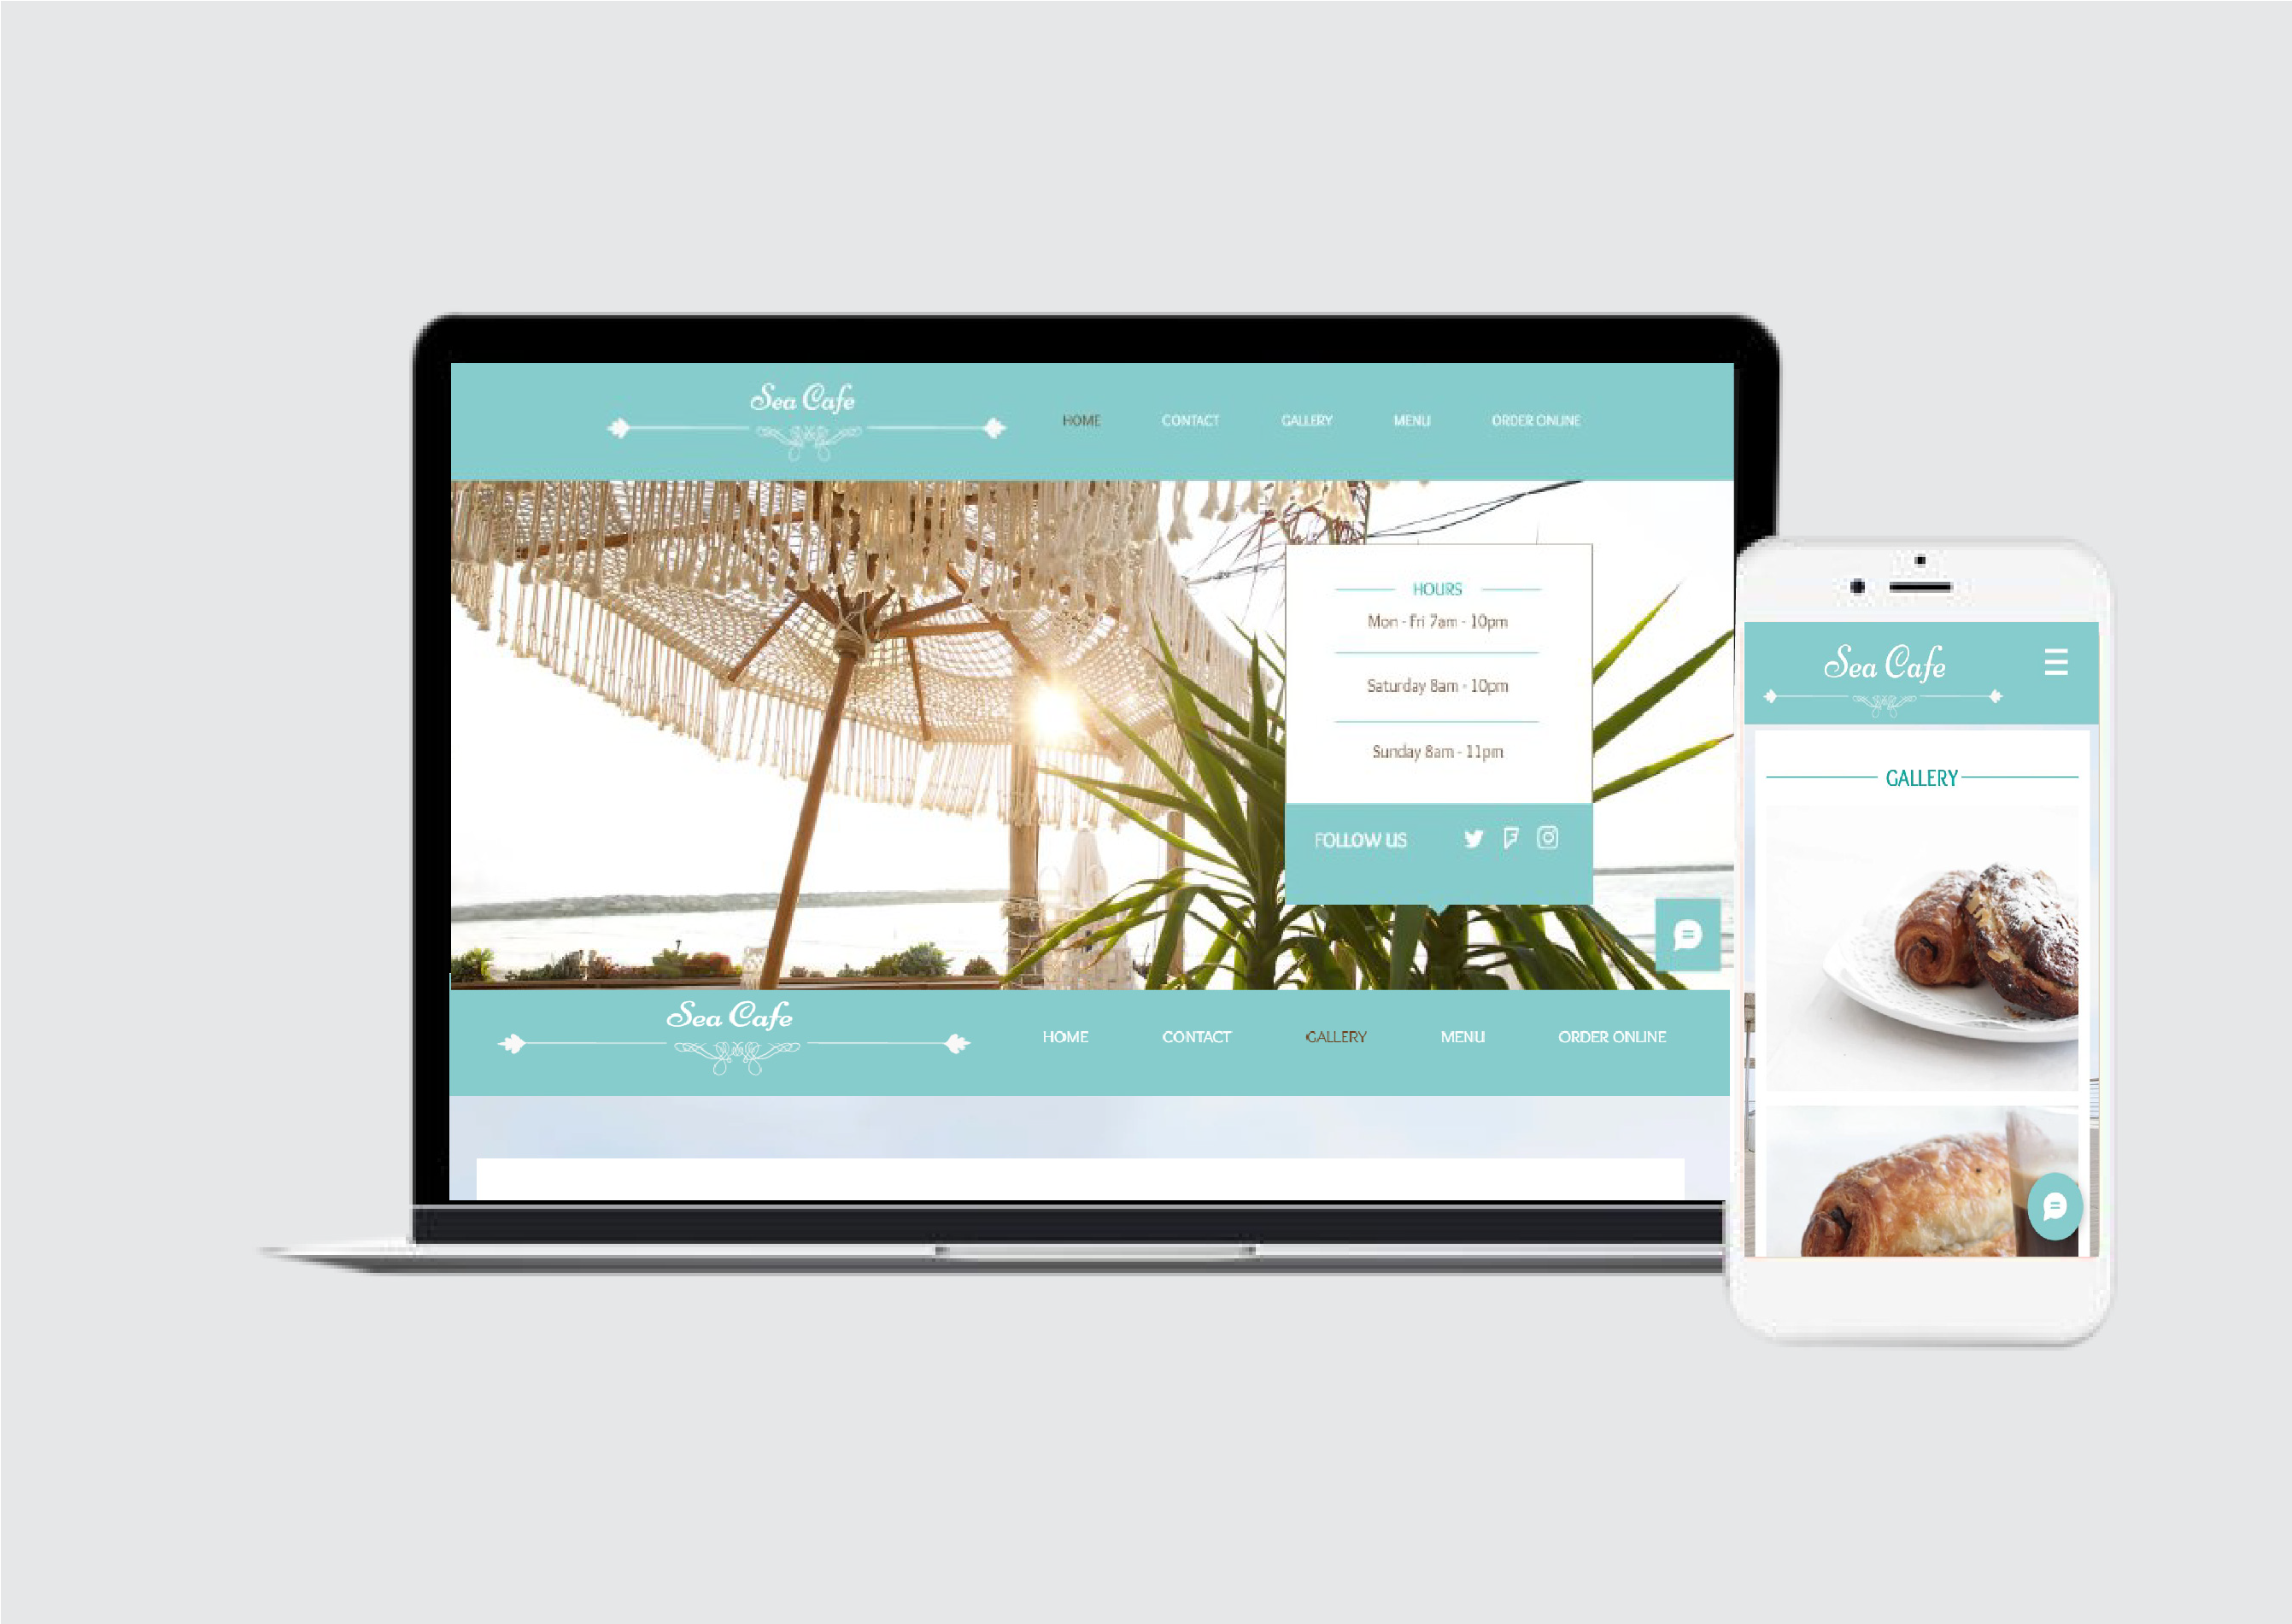 Sea Cafe
HOME CONTACT GALLERY MENU ORDER ONLINE
HOURS
Mon - Fri 7am - 10pm
Saturday 8am - 10pm
Sunday 8am - 11pm
FOLLOW US
Sea Cafe
HOME CONTACT GALLERY MENU ORDER ONLINE
Sea Cafe
GALLERY